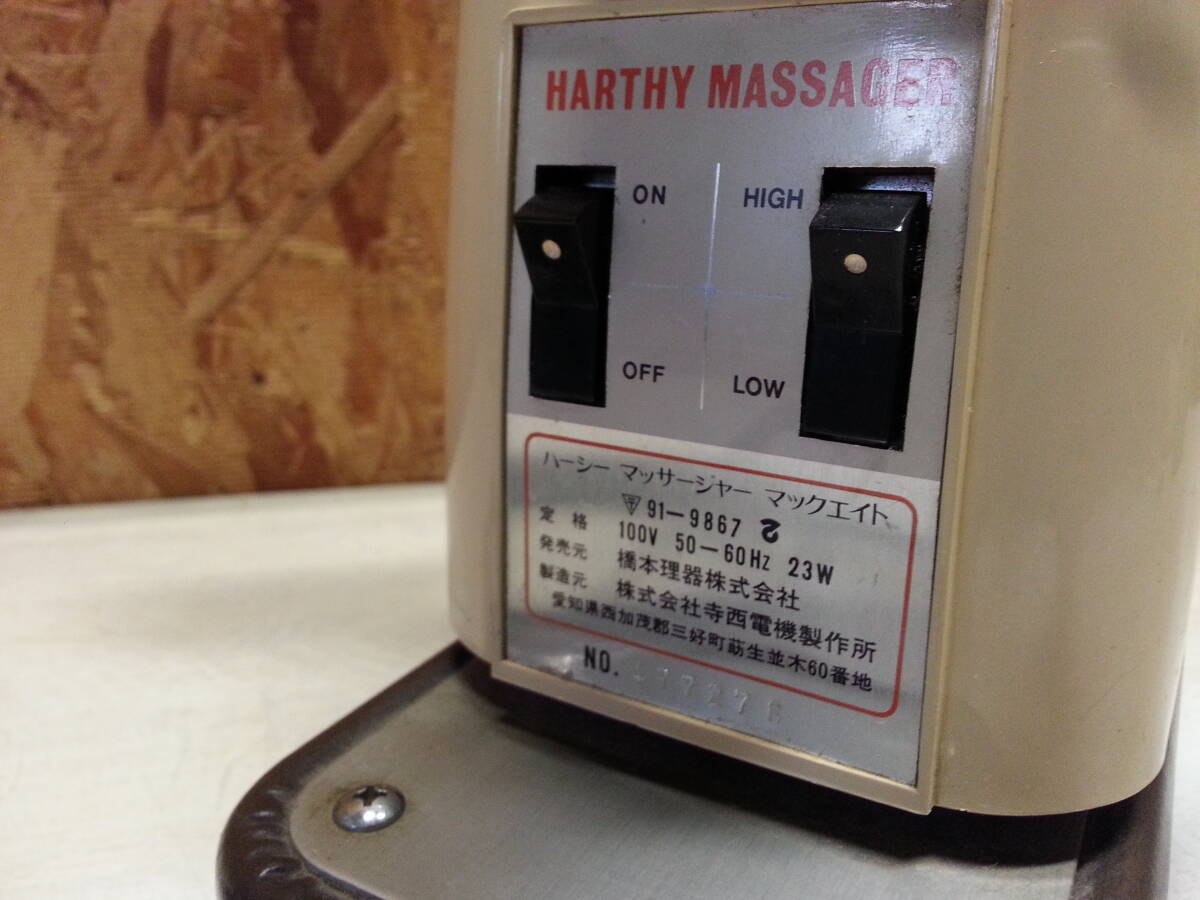 HARTHY MASSAGER
ON HIGH
OFF LOW
ハーシー マッサージャー マックエイト
〒 91-9867
定格 100V 50-60Hz 23W
発売元 橋本理器株式会社
製造元 株式会社寺西電機製作所
愛知県西加茂郡三好町莇生並木60番地
NO.